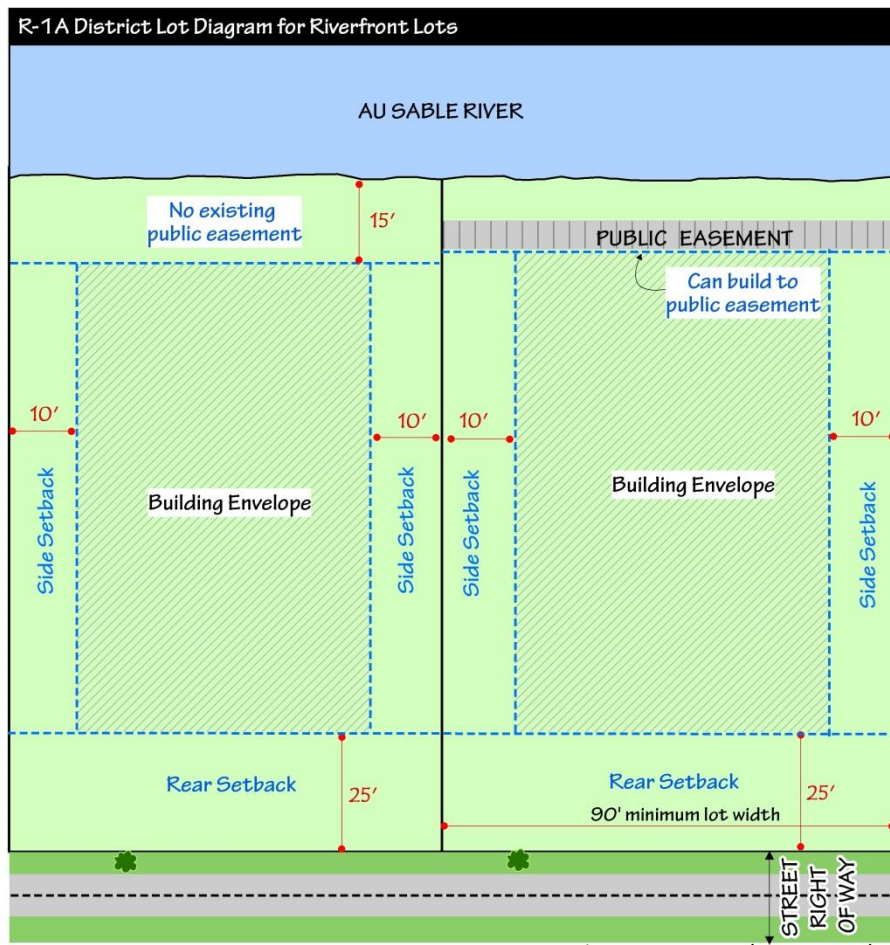 R-1A District Lot Diagram for Riverfront Lots
AU SABLE RIVER
No existing
public easement
15'
PUBLIC EASEMENT
Can build to
public easement
10'
10'
10'
10'
Side Setback
Building Envelope
Side Setback
Side Setback
Building Envelope
Side Setback
Rear Setback
25'
Rear Setback
25'
90' minimum lot width
STREET
RIGHT
OF WAY